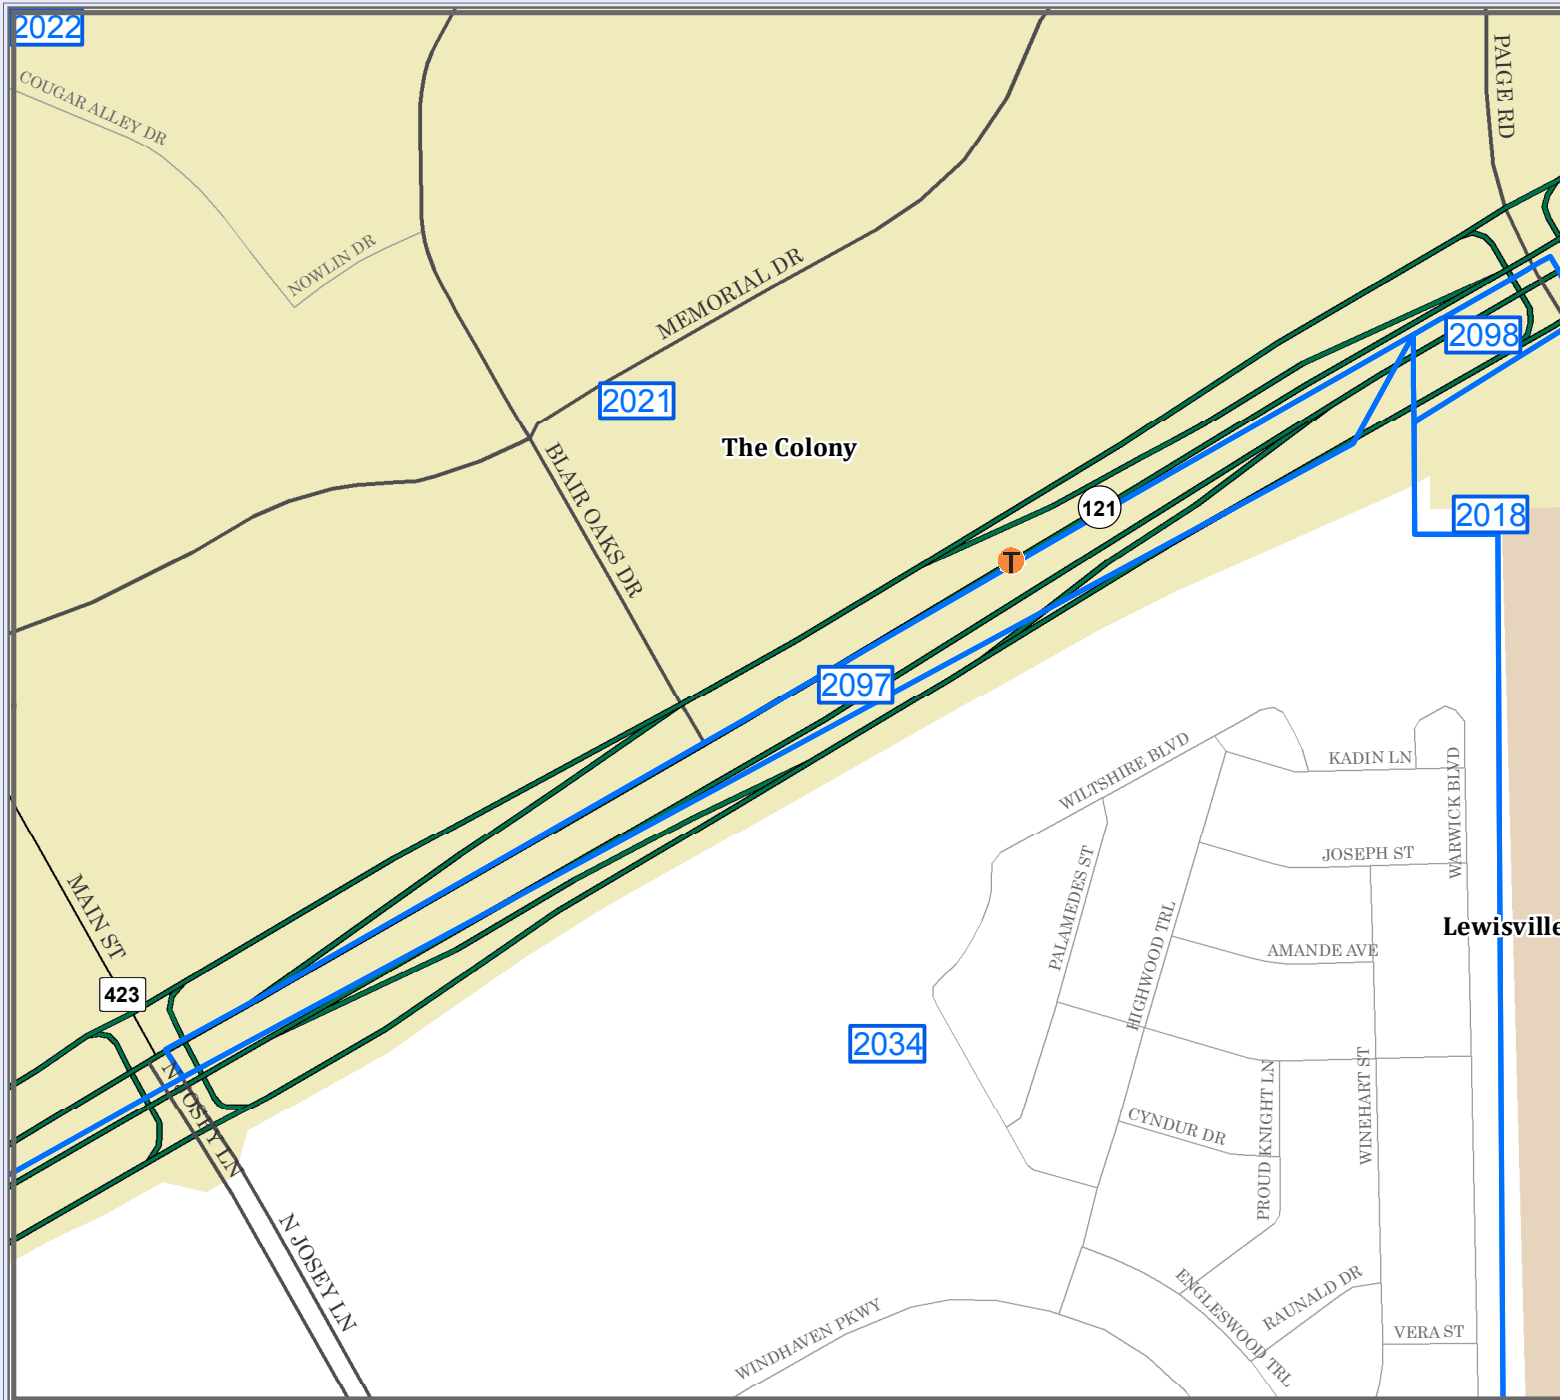 2022
PAIGE RD
COUGAR ALLEY DR
NOWLIN DR
MEMORIAL DR
2098
2021
The Colony
BLAIR OAKS DR
121
2018
T
2097
WILTSHIRE BLVD
KADIN LN
WARWICK BLVD
JOSEPH ST
PALAMEDES ST
MAIN ST
HIGHWOOD TRL
Lewisville
AMANDE AVE
423
2034
N JOSEY LN
WINEHART ST
PROUD KNIGHT LN
CYNDUR DR
N JOSEY LN
ENGLESWOOD TRL
RAUNALD DR
WINDHAVEN PKWY
VERA ST